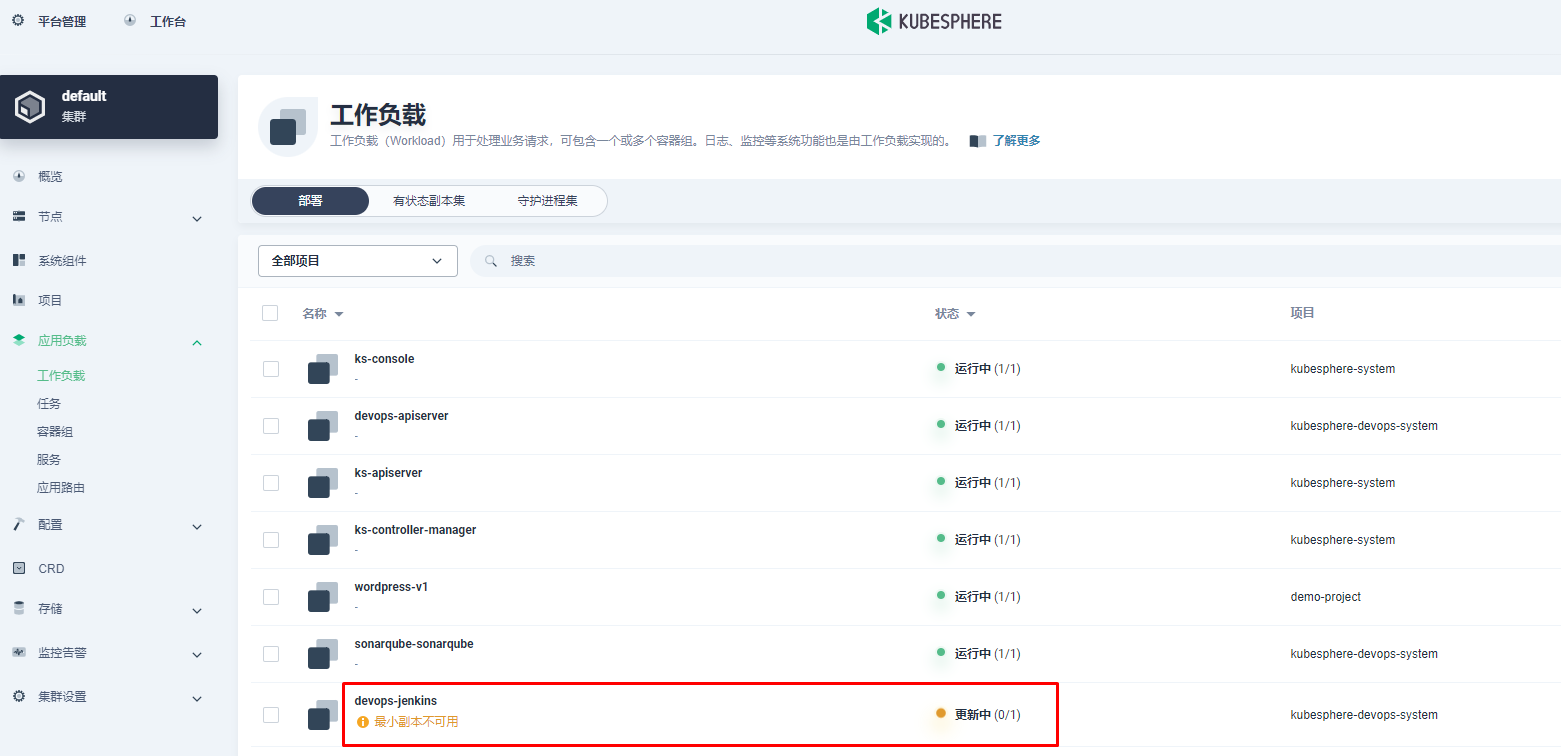 平台管理
工作台
KUBESPHERE
default
集群
概览
节点
系统组件
项目
应用负载
工作负载
任务
容器组
服务
应用路由
配置
CRD
存储
监控告警
集群设置
工作负载
工作负载（Workload）用于处理业务请求，可包含一个或多个容器组。日志、监控等系统功能也是由工作负载实现的。 了解更多
部署 有状态副本集 守护进程集
全部项目 搜索
名称 状态 项目
ks-console
-
运行中 (1/1) kubesphere-system
devops-apiserver
-
运行中 (1/1) kubesphere-devops-system
ks-apiserver
-
运行中 (1/1) kubesphere-system
ks-controller-manager
-
运行中 (1/1) kubesphere-system
wordpress-v1
-
运行中 (1/1) demo-project
sonarqube-sonarqube
-
运行中 (1/1) kubesphere-devops-system
devops-jenkins
最小副本不可用
更新中 (0/1) kubesphere-devops-system